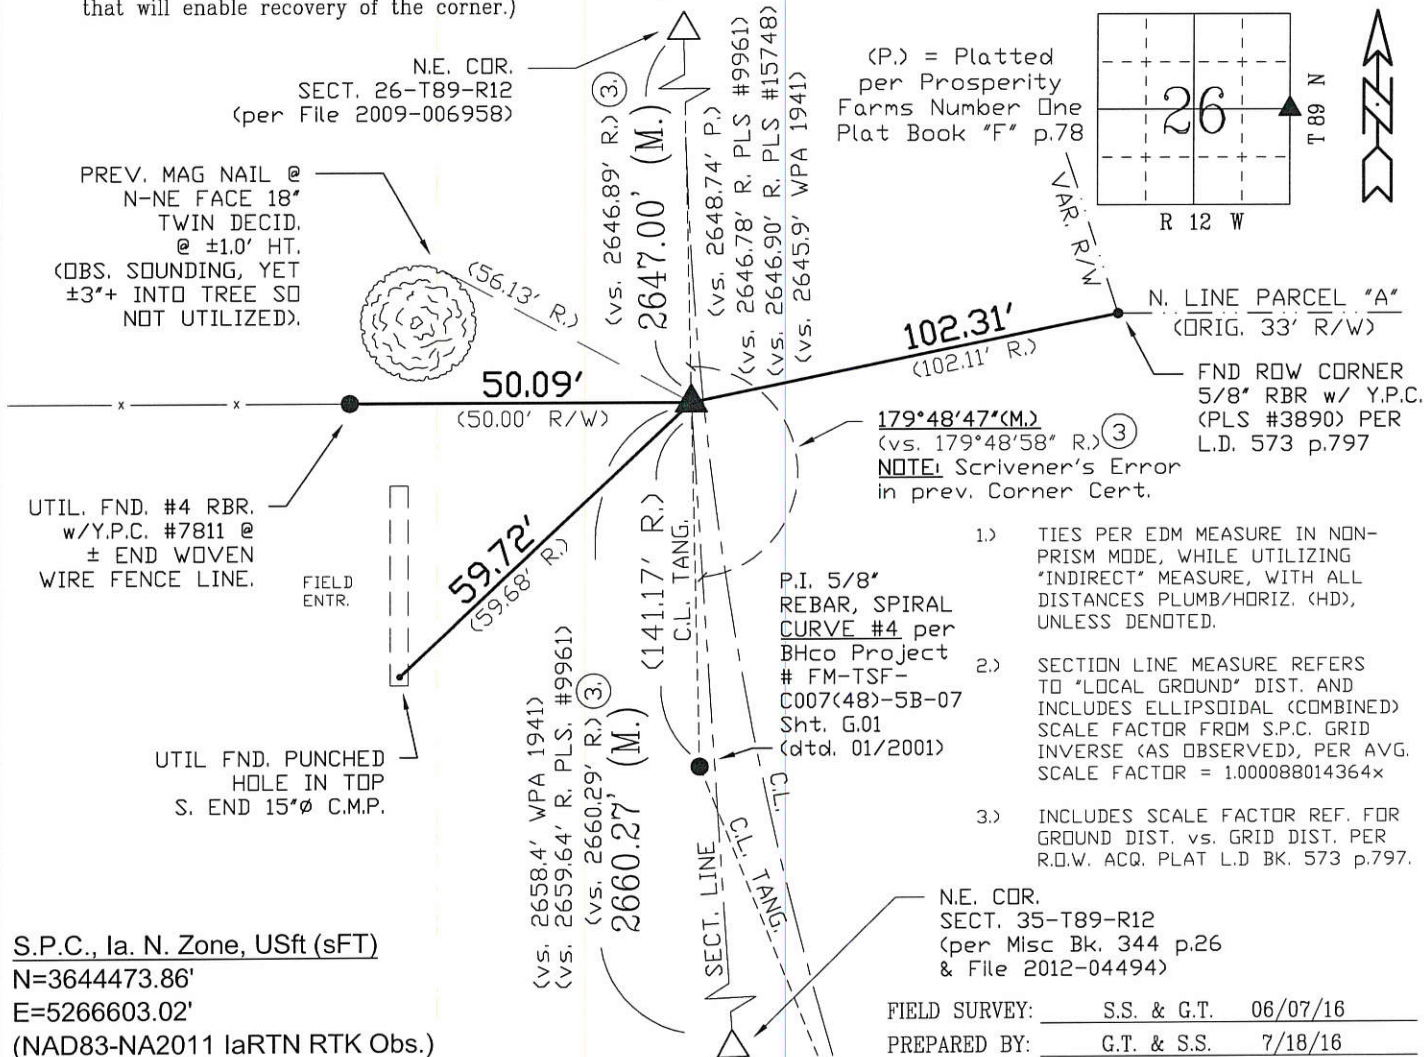 that will enable recovery of the corner.)
N.E. COR.
SECT. 26-T89-R12
(per File 2009-006958)
PREV. MAG NAIL @
N-NE FACE 18"
TWIN DECID.
@ ±1.0' HT.
(OBS. SOUNDING, YET
±3"+ INTO TREE SO
NOT UTILIZED).
(56.13' R.)
(vs. 2646.89' R.) 3.
2647.00' (M.)
(vs. 2648.74' P.)
(vs. 2646.78' R. PLS #9961)
(vs. 2646.90' R. PLS #15748)
(vs. 2645.9' WPA 1941)
(P.) = Platted
per Prosperity
Farms Number One
Plat Book "F" p.78
26
T 89 N
R 12 W
N
VAR. R/W
N. LINE PARCEL "A"
(ORIG. 33' R/W)
102.31'
(102.11' R.)
FND ROW CORNER
5/8" RBR w/ Y.P.C.
(PLS #3890) PER
L.D. 573 p.797
x x
50.09'
(50.00' R/W)
179°48'47"(M.)
(vs. 179°48'58" R.) 3
NOTE: Scrivener's Error
in prev. Corner Cert.
UTIL. FND. #4 RBR.
w/Y.P.C. #7811 @
± END WOVEN
WIRE FENCE LINE.
FIELD
ENTR.
59.72'
(59.68' R.)
(141.17' R.)
C.L. TANG.
P.I. 5/8"
REBAR, SPIRAL
CURVE #4 per
BHco Project
# FM-TSF-
C007(48)-5B-07
Sht. G.01
(dtd. 01/2001)
1.) TIES PER EDM MEASURE IN NON-
PRISM MODE, WHILE UTILIZING
"INDIRECT" MEASURE, WITH ALL
DISTANCES PLUMB/HORIZ. (HD),
UNLESS DENOTED.
2.) SECTION LINE MEASURE REFERS
TO "LOCAL GROUND" DIST. AND
INCLUDES ELLIPSOIDAL (COMBINED)
SCALE FACTOR FROM S.P.C. GRID
INVERSE (AS OBSERVED), PER AVG.
SCALE FACTOR = 1.000088014364x
3.) INCLUDES SCALE FACTOR REF. FOR
GROUND DIST. vs. GRID DIST. PER
R.O.W. ACQ. PLAT L.D BK. 573 p.797.
UTIL FND. PUNCHED
HOLE IN TOP
S. END 15"Ø C.M.P.
(vs. 2658.4' WPA 1941)
(vs. 2659.64' R. PLS. #9961)
(vs. 2660.29' R.) 3.
2660.27' (M.)
SECT. LINE
C.L. TANG.
C.L.
N.E. COR.
SECT. 35-T89-R12
(per Misc Bk. 344 p.26
& File 2012-04494)
S.P.C., Ia. N. Zone, USft (sFT)
N=3644473.86'
E=5266603.02'
(NAD83-NA2011 IaRTN RTK Obs.)
FIELD SURVEY: S.S. & G.T. 06/07/16
PREPARED BY: G.T. & S.S. 7/18/16